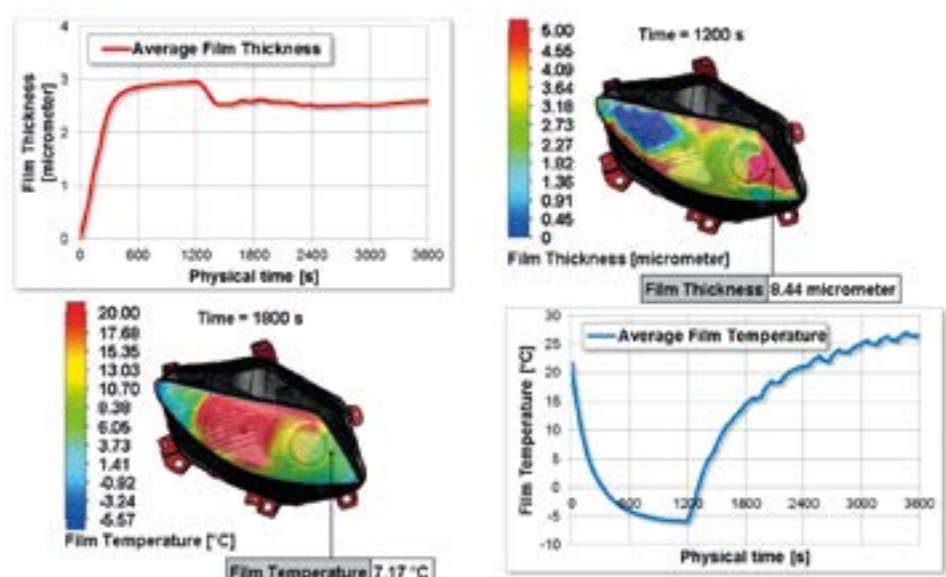 4
3
2
1
0
Average Film Thickness
Film Thickness
[micrometer]
0 600 1200 1800 2400 3000 3600
Physical time [s]
5.00
4.55
4.09
3.64
3.18
2.73
2.27
1.82
1.36
0.91
0.45
0
Time = 1200 s
Film Thickness [micrometer]
Film Thickness 8.44 micrometer
20.00
17.68
15.35
13.03
10.70
8.38
6.05
3.73
1.41
-0.92
-3.24
-5.57
Time = 1800 s
Film Temperature [°C]
Film Temperature 7.17 °C
30
25
20
15
10
5
0
-5
-10
Average Film Temperature
Film Temperature [°C]
0 600 1200 1800 2400 3000 3600
Physical time [s]